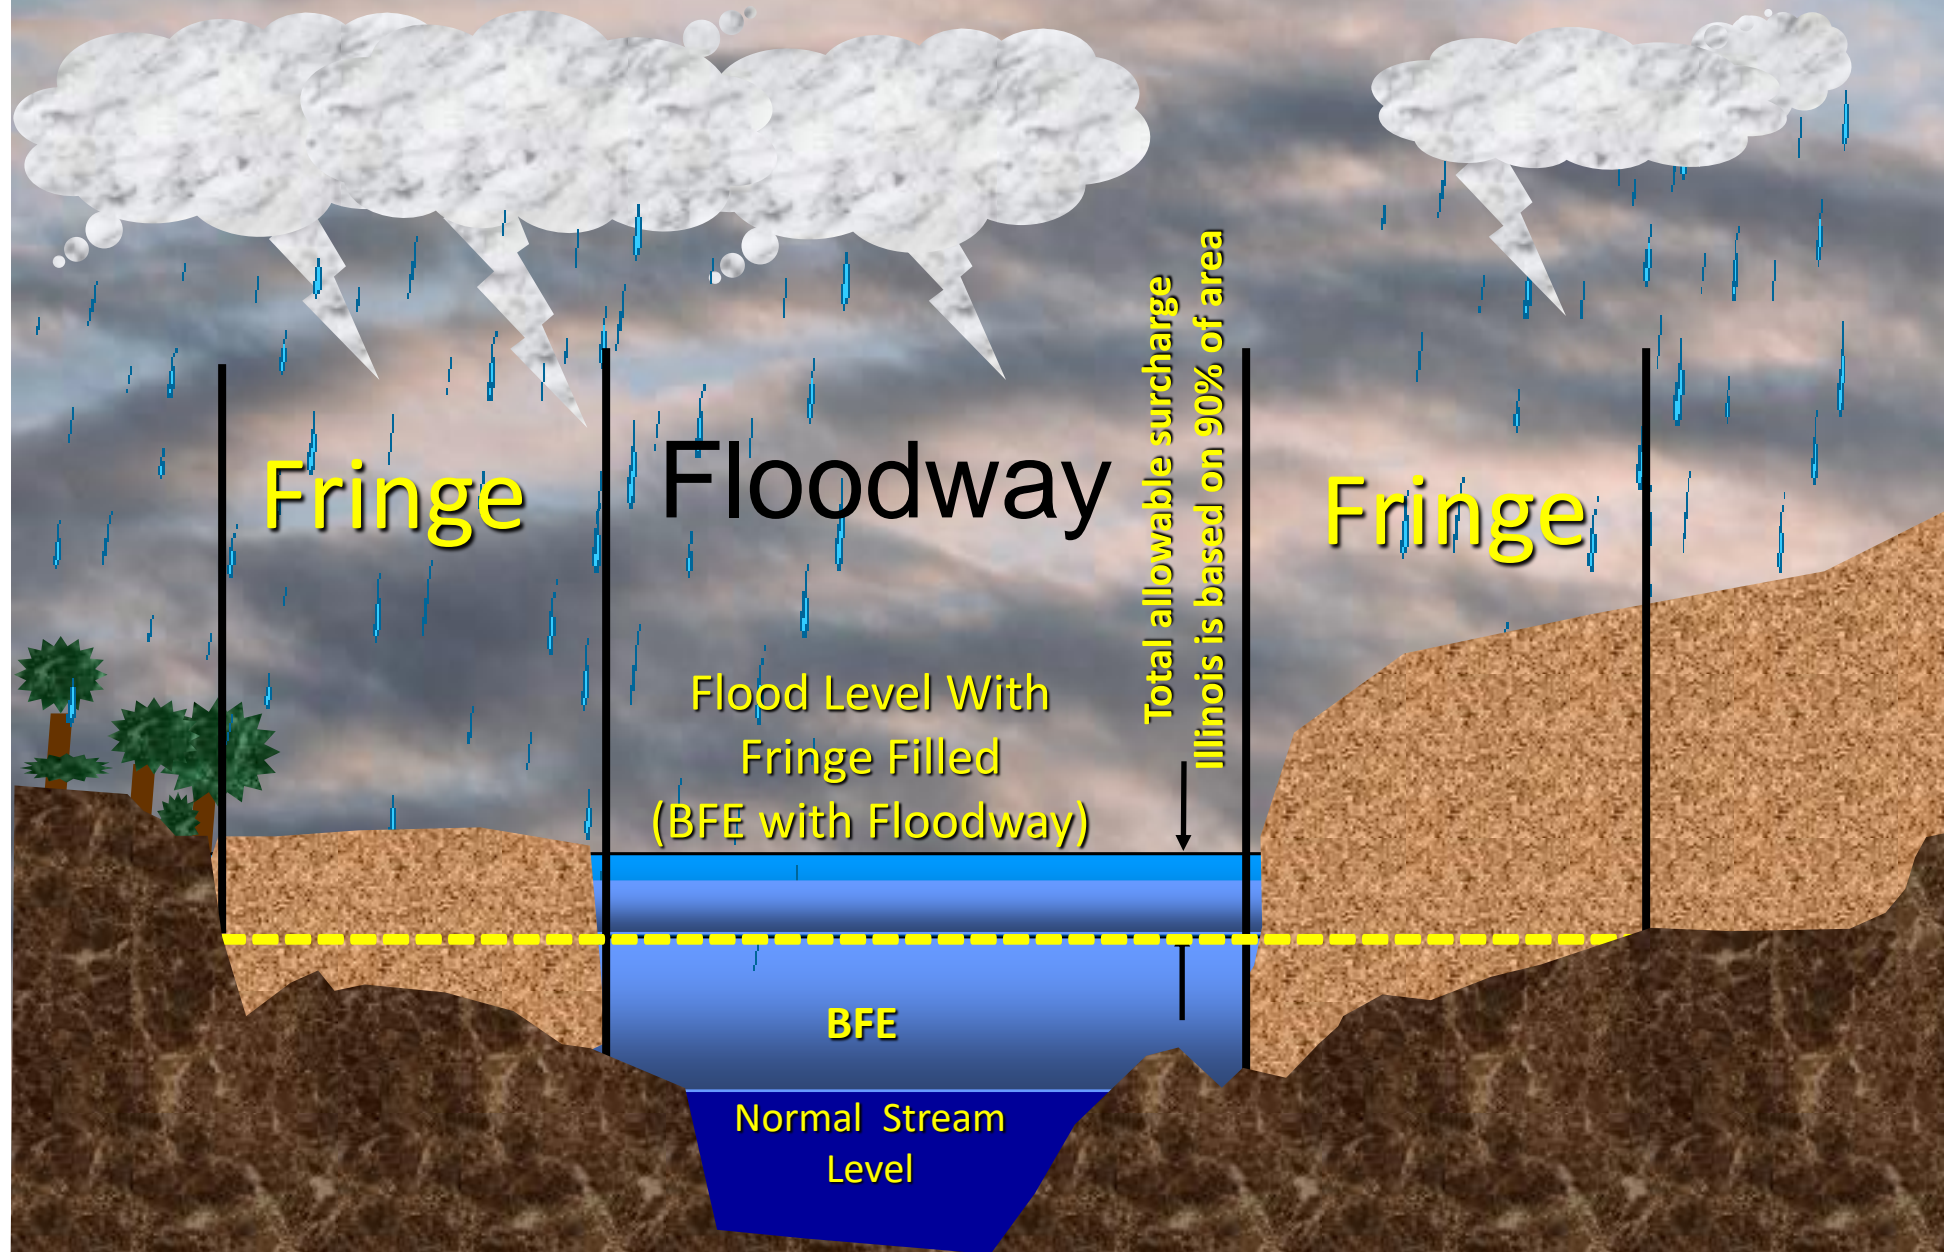 Fringe
Floodway
Total allowable surcharge
Illinois is based on 90% of area
Fringe
Flood Level With
Fringe Filled
(BFE with Floodway)
BFE
Normal Stream
Level